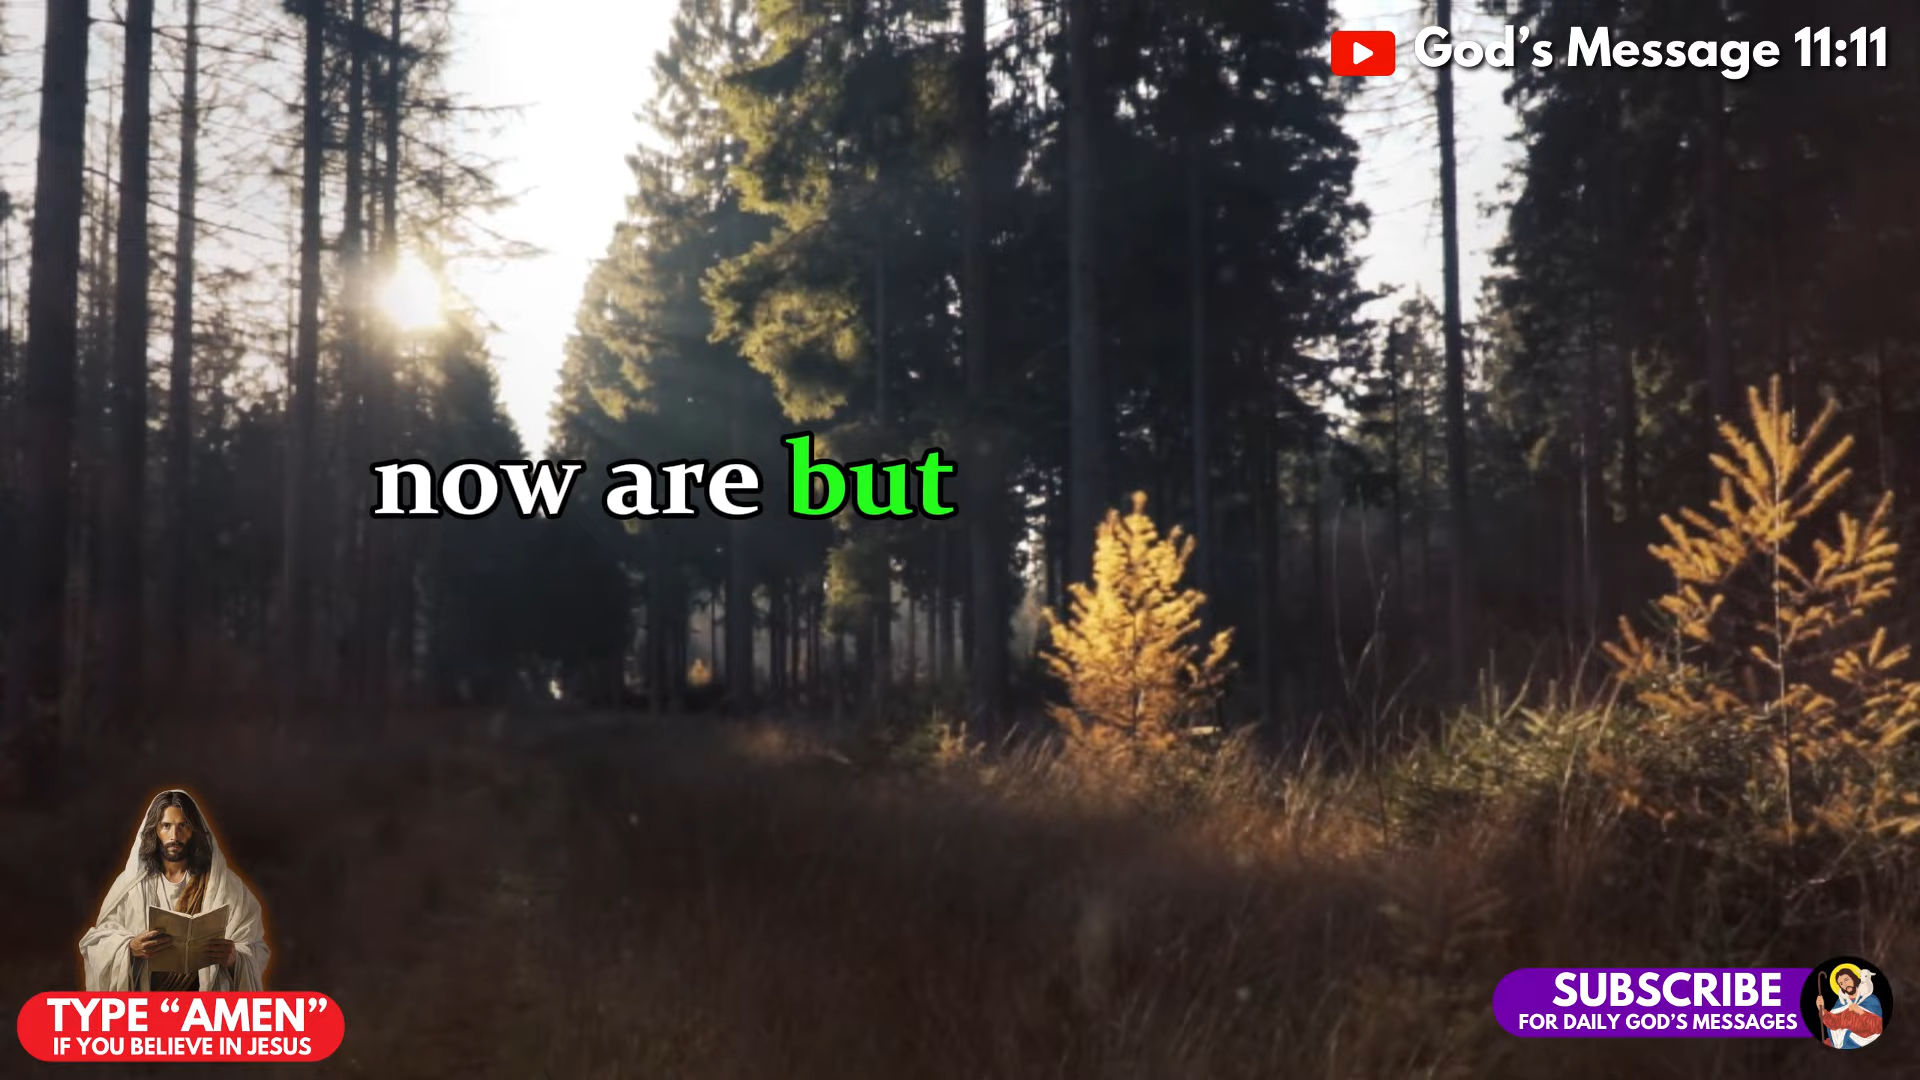 God's Message 11:11
now are but
TYPE “AMEN”
IF YOU BELIEVE IN JESUS
SUBSCRIBE
FOR DAILY GOD'S MESSAGES